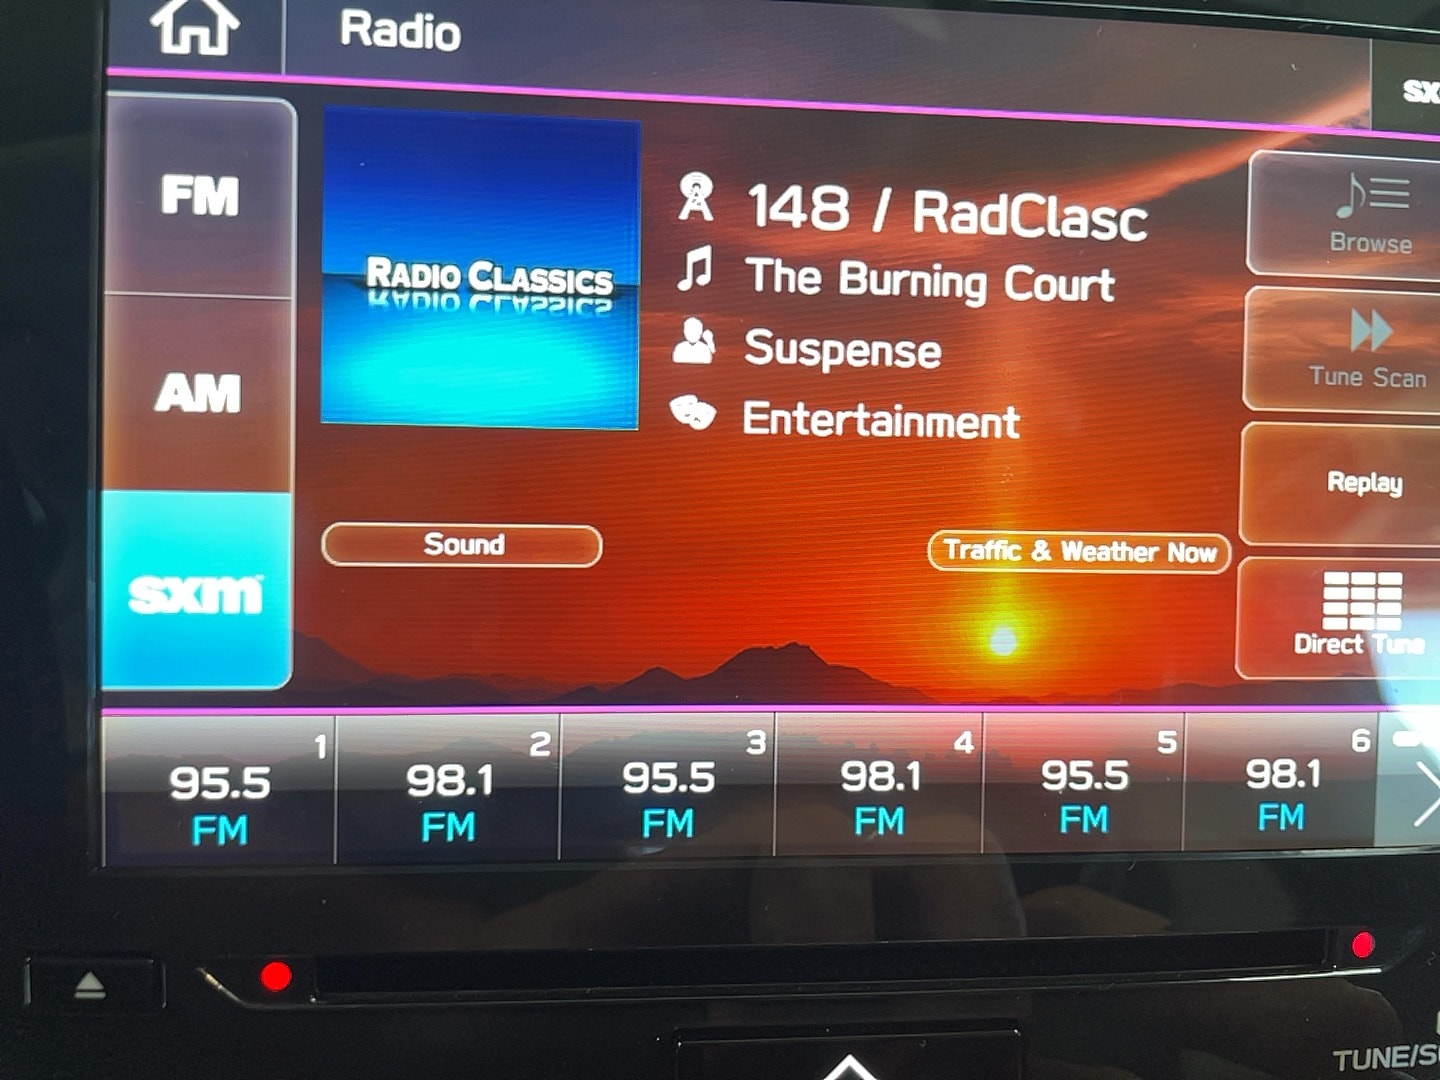 Radio
sx
FM
AM
sxm
RADIO CLASSICS
148 / RadClasc
The Burning Court
Suspense
Entertainment
Sound
Traffic & Weather Now
Browse
Tune Scan
Replay
Direct Tune
1
95.5
FM
2
98.1
FM
3
95.5
FM
4
98.1
FM
5
95.5
FM
6
98.1
FM
TUNE/S